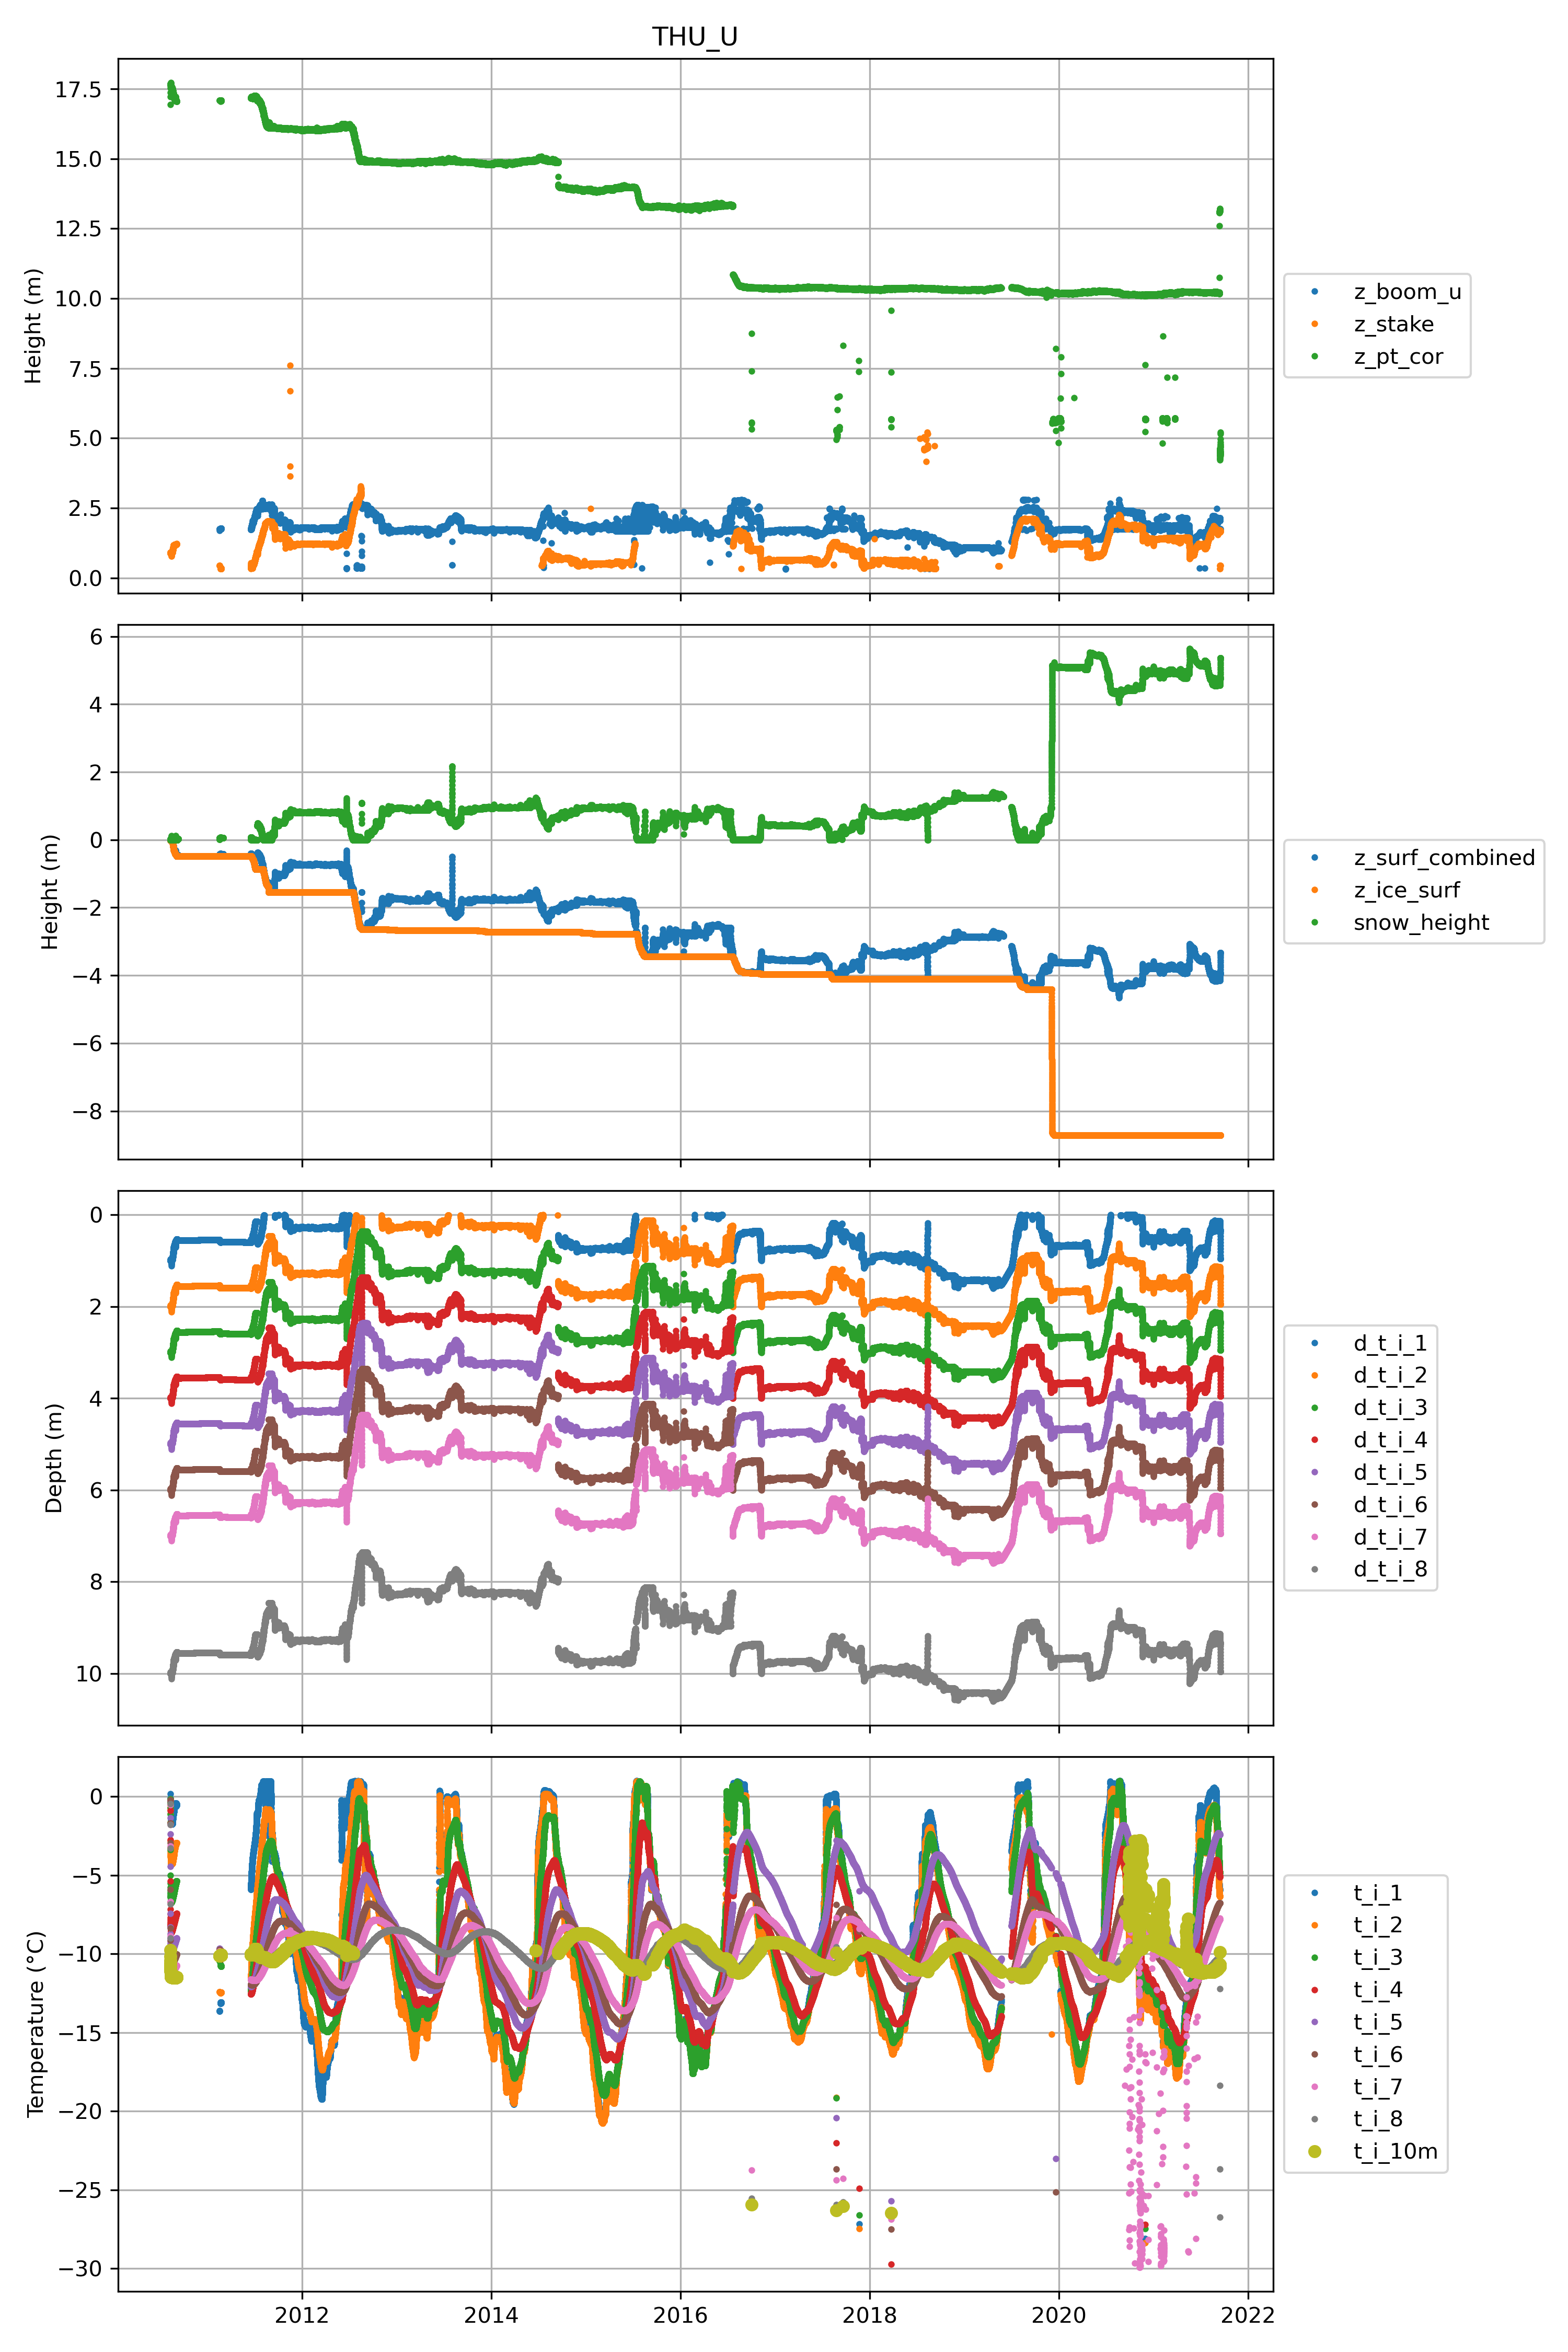 THU_U
17.5
15.0
12.5
10.0
7.5
5.0
2.5
0.0
Height (m)
z_boom_u
z_stake
z_pt_cor
6
4
2
0
−2
−4
−6
−8
Height (m)
z_surf_combined
z_ice_surf
snow_height
0
2
4
6
8
10
Depth (m)
d_t_i_1
d_t_i_2
d_t_i_3
d_t_i_4
d_t_i_5
d_t_i_6
d_t_i_7
d_t_i_8
0
−5
−10
−15
−20
−25
−30
Temperature (°C)
t_i_1
t_i_2
t_i_3
t_i_4
t_i_5
t_i_6
t_i_7
t_i_8
t_i_10m
2012 2014 2016 2018 2020 2022